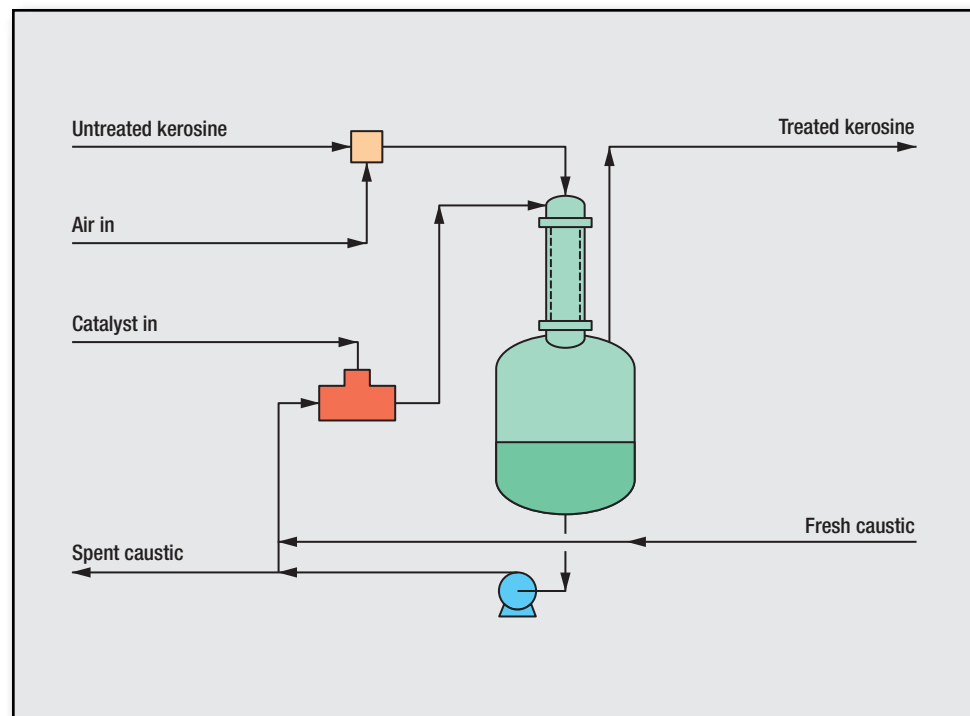 Untreated kerosine
Treated kerosine
Air in
Catalyst in
Fresh caustic
Spent caustic